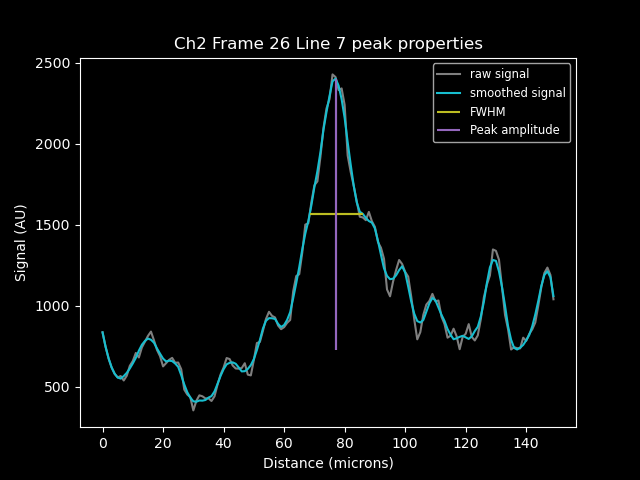 Ch2 Frame 26 Line 7 peak properties
2500
2000
1500
1000
500
Signal (AU)
raw signal
smoothed signal
FWHM
Peak amplitude
0 20 40 60 80 100 120 140
Distance (microns)